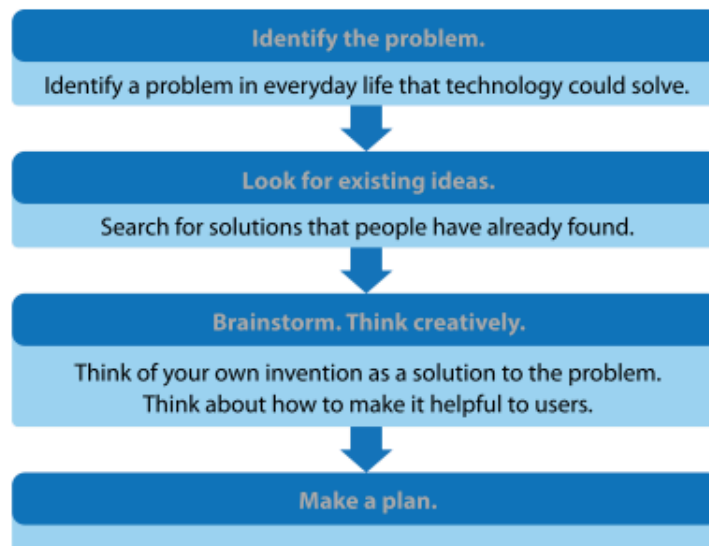 Identify the problem.
Identify a problem in everyday life that technology could solve.
Look for existing ideas.
Search for solutions that people have already found.
Brainstorm. Think creatively.
Think of your own invention as a solution to the problem.
Think about how to make it helpful to users.
Make a plan.